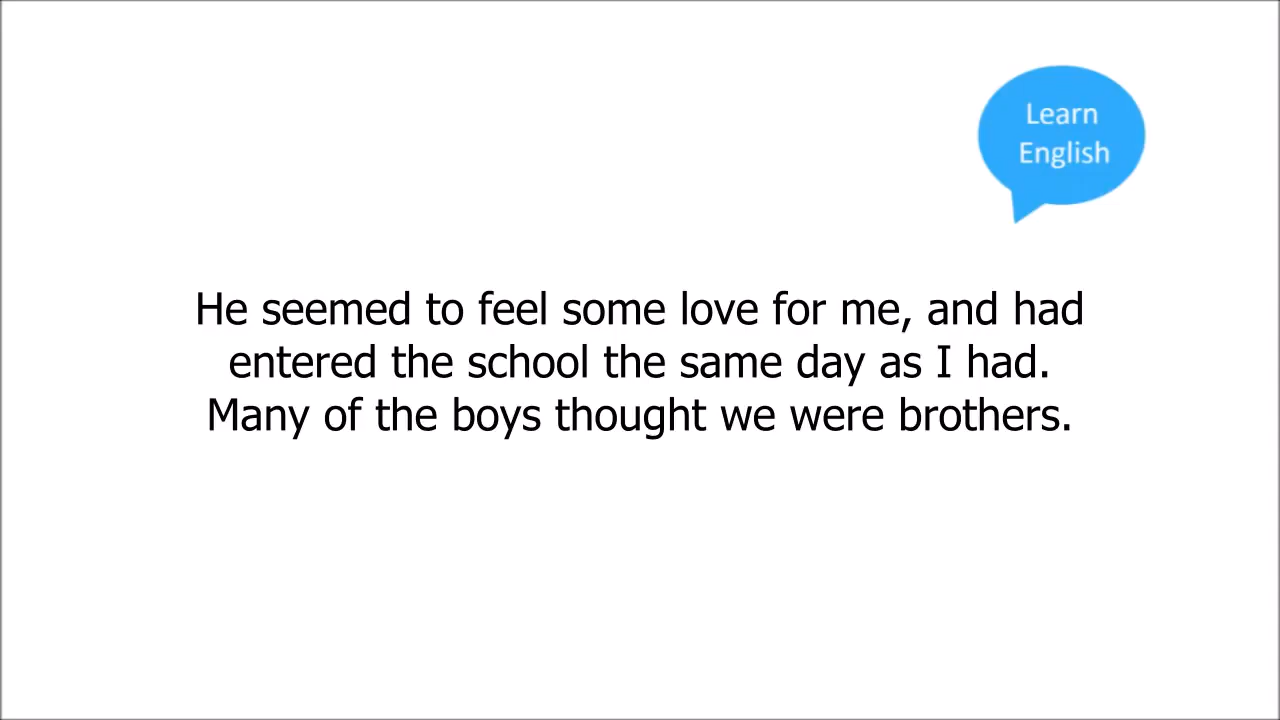 Learn
English
He seemed to feel some love for me, and had
entered the school the same day as I had.
Many of the boys thought we were brothers.